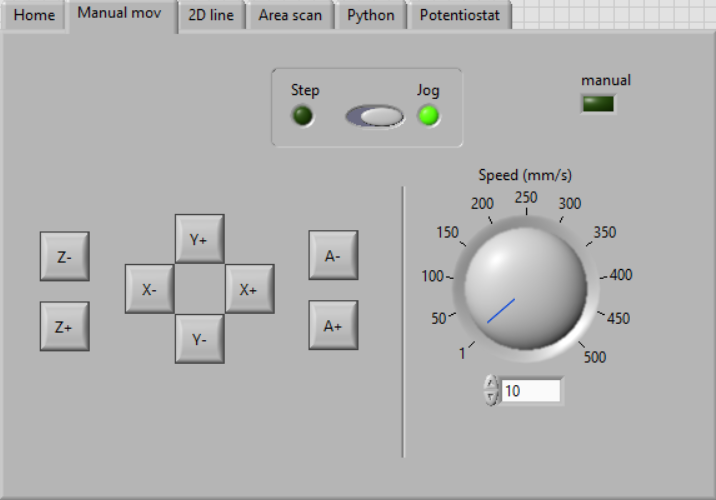 Home Manual mov 2D line Area scan Python Potentiostat
Step Jog
manual
Speed (mm/s)
250
200 300
150 350
100 400
50 450
1 500
10
Y+
Z- A-
X- X+
Z+ A+
Y-